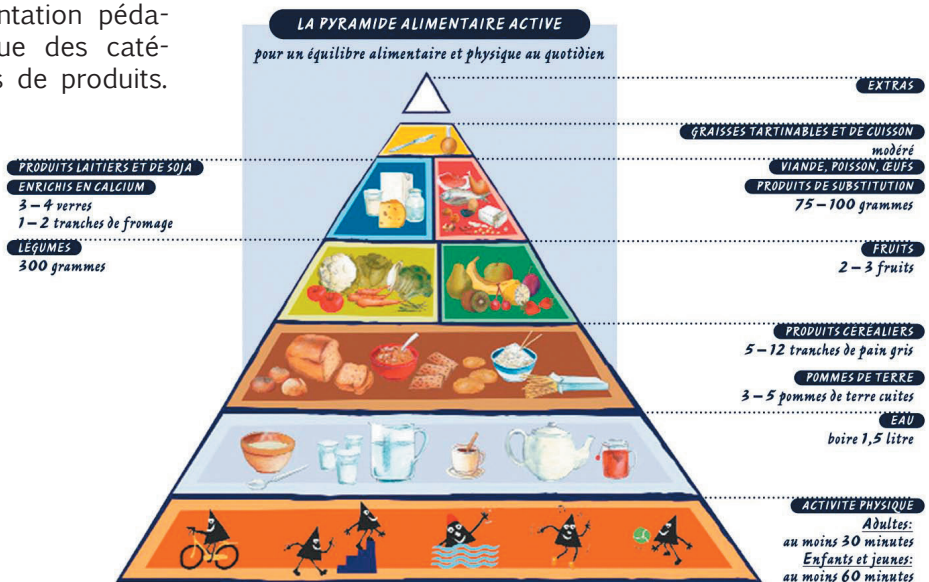 ntation péda-
ue des caté-
s de produits.
LA PYRAMIDE ALIMENTAIRE ACTIVE
pour un équilibre alimentaire et physique au quotidien
EXTRAS
GRAISSES TARTINABLES ET DE CUISSON
modéré
PRODUITS LAITIERS ET DE SOJA
ENRICHIS EN CALCIUM
3 – 4 verres
1 – 2 tranches de fromage
VIANDE, POISSON, ŒUFS
PRODUITS DE SUBSTITUTION
75 – 100 grammes
LÉGUMES
300 grammes
FRUITS
2 – 3 fruits
PRODUITS CÉRÉALIERS
5 – 12 tranches de pain gris
POMMES DE TERRE
3 – 5 pommes de terre cuites
EAU
boire 1,5 litre
ACTIVITÉ PHYSIQUE
Adultes:
au moins 30 minutes
Enfants et jeunes:
au moins 60 minutes